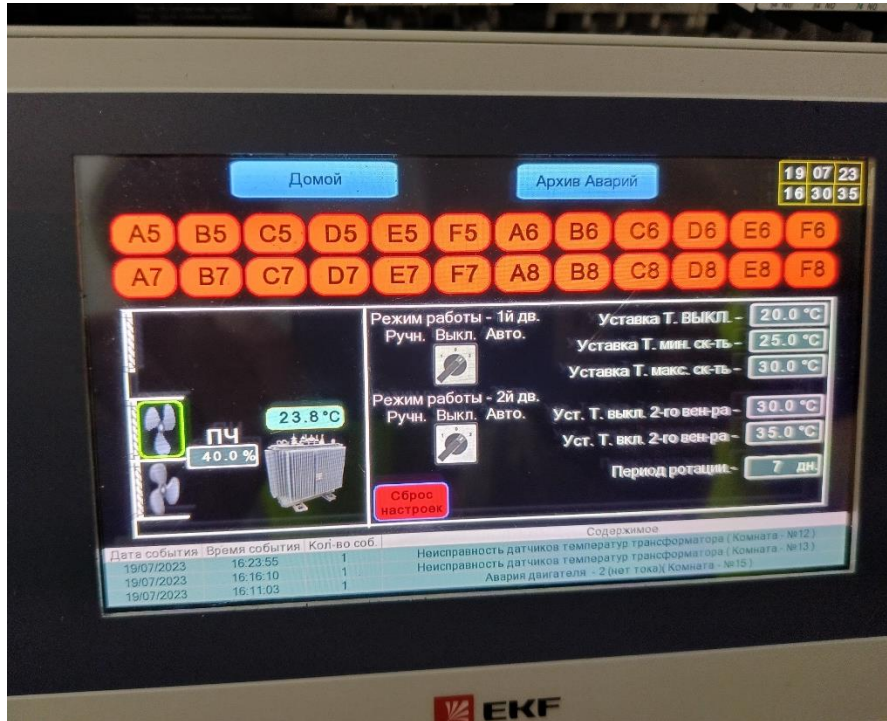 Домой Архив Аварий 19 07 23
16 30 35
A5 B5 C5 D5 E5 F5 A6 B6 C6 D6 E6 F6
A7 B7 C7 D7 E7 F7 A8 B8 C8 D8 E8 F8
23.8°C
ПЧ
40.0 %
Режим работы - 1й дв.
Ручн. Выкл. Авто.
Режим работы - 2й дв.
Ручн. Выкл. Авто.
Сброс
настроек
Уставка Т. ВЫКЛ. - 20.0 °C
Уставка Т. мин. ск-ть - 25.0 °C
Уставка Т. макс. ск-ть - 30.0 °C
Уст. Т. выкл. 2-го вен-ра - 30.0 °C
Уст. Т. вкл. 2-го вен-ра - 35.0 °C
Период ротации - 7 дн.
Дата события Время события Кол-во соб. Содержимое
19/07/2023 16:23:55 1 Неисправность датчиков температур трансформатора ( Комната - №12 )
19/07/2023 16:16:10 1 Неисправность датчиков температур трансформатора ( Комната - №13 )
19/07/2023 16:11:03 1 Авария двигателя - 2 (нет тока)( Комната - №15 )
EKF